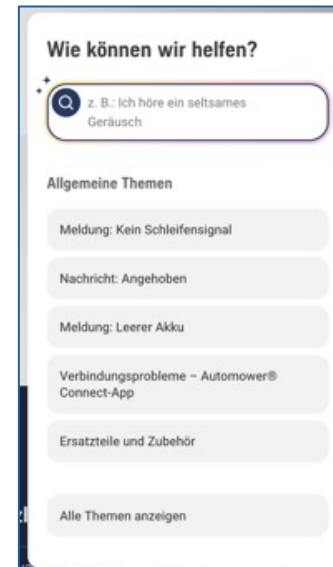 Wie können wir helfen?
z. B.: Ich höre ein seltsames
Geräusch
Allgemeine Themen
Meldung: Kein Schleifensignal
Nachricht: Angehoben
Meldung: Leerer Akku
Verbindungsprobleme – Automower®
Connect-App
Ersatzteile und Zubehör
Alle Themen anzeigen